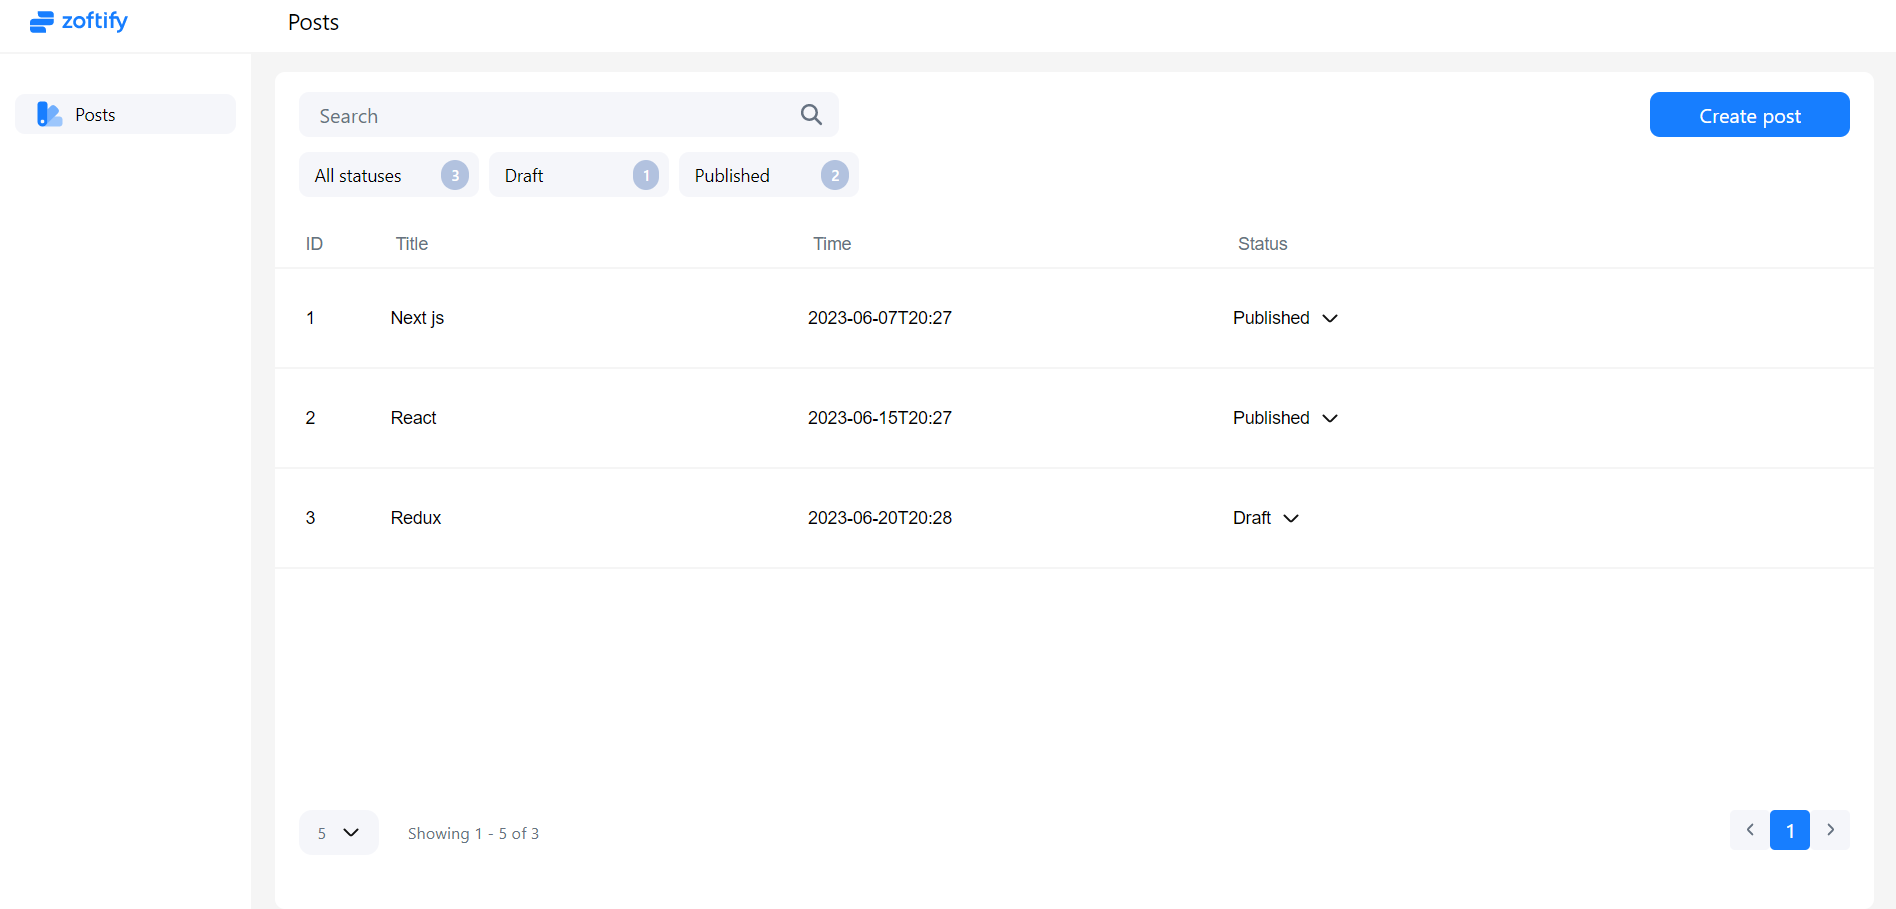 zoftify
Posts
Posts
Search
Create post
All statuses 3 Draft 1 Published 2
ID Title Time Status
1 Next js 2023-06-07T20:27 Published
2 React 2023-06-15T20:27 Published
3 Redux 2023-06-20T20:28 Draft
5 Showing 1 - 5 of 3 1